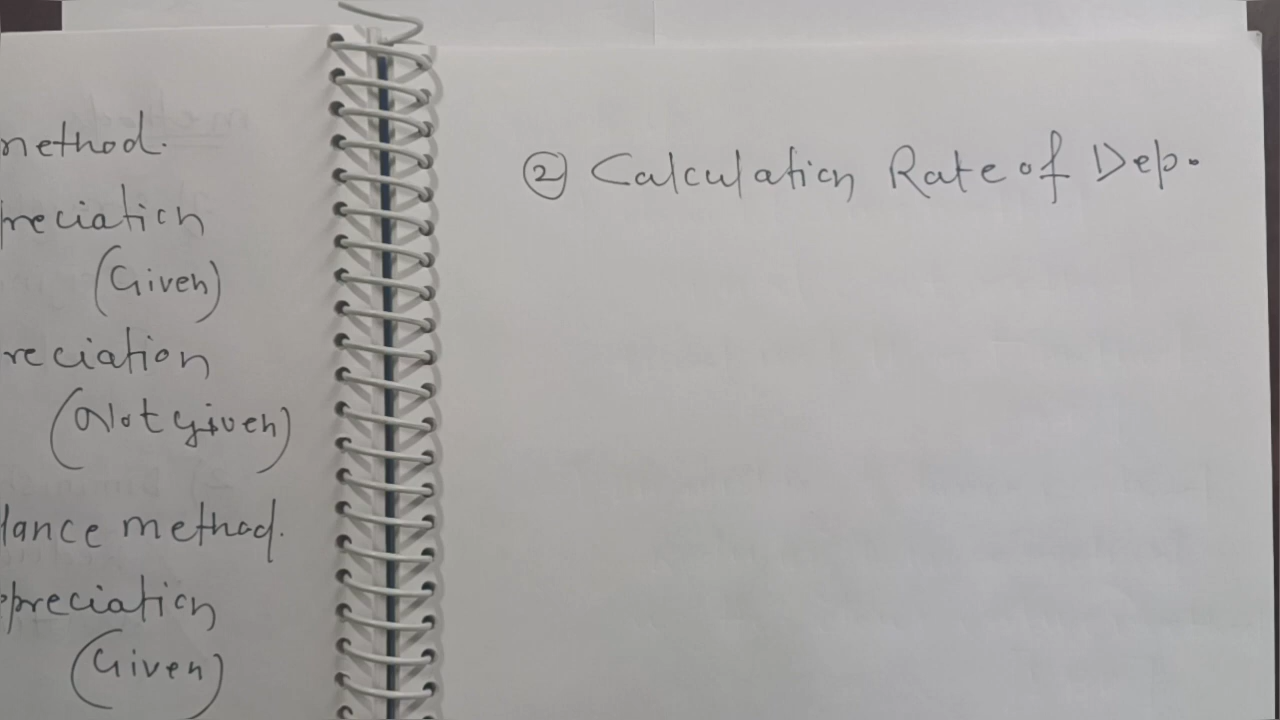 method.
preciation
(Given)
reciation
(Not given)
lance method.
preciation
(Given)
② Calculation Rate of Dep.